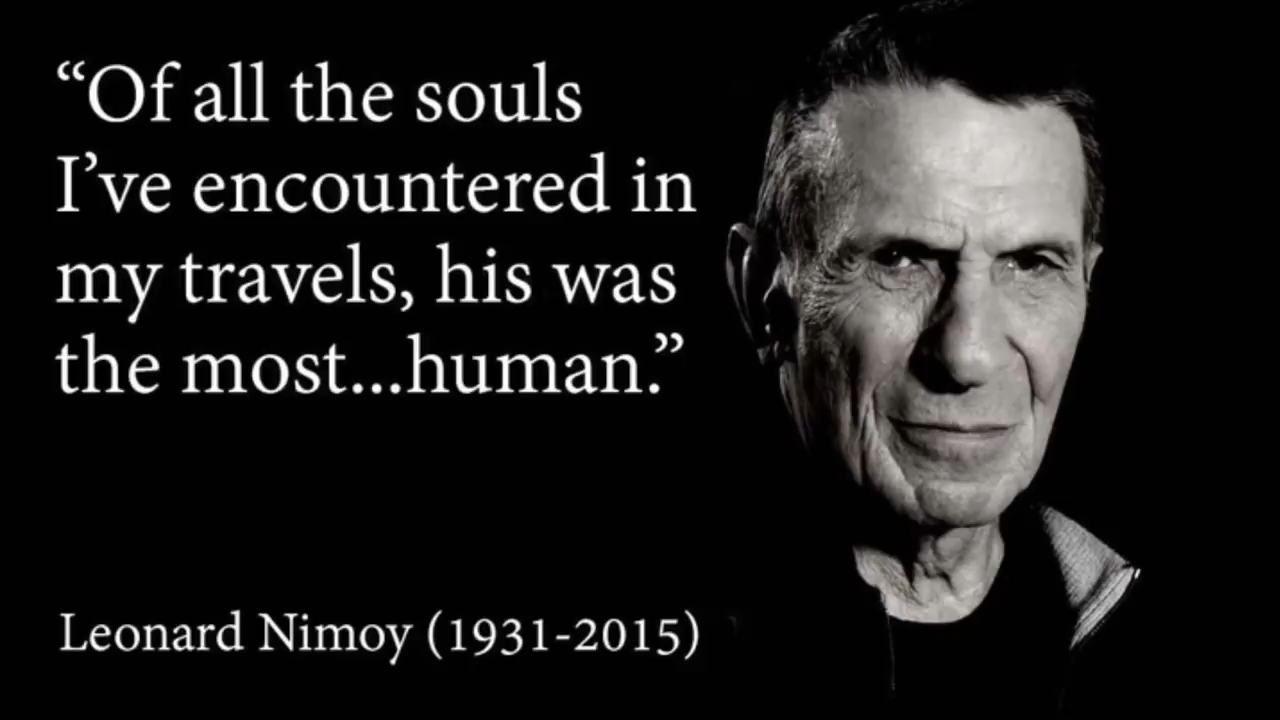 “Of all the souls
I’ve encountered in
my travels, his was
the most...human.”
Leonard Nimoy (1931-2015)